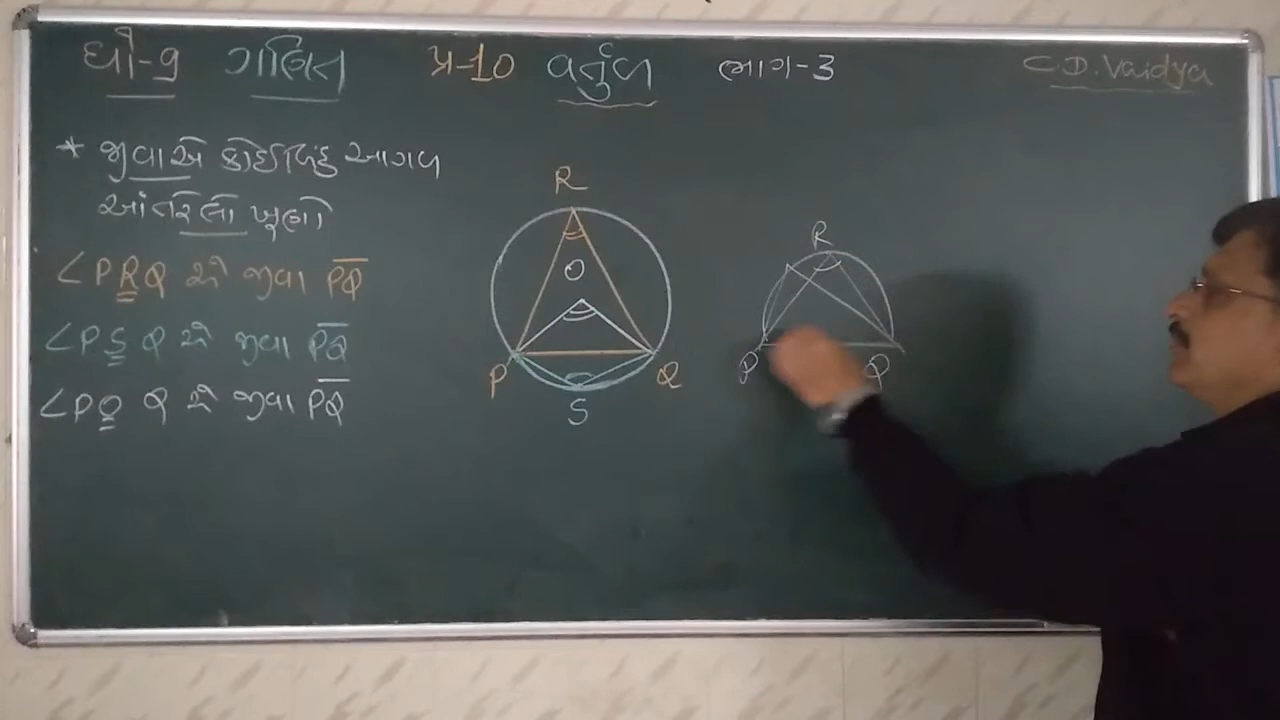 ધો-9 ગણિત પ્ર-10 વર્તુળ ભાગ-3 C.D.Vaidya
* જીવાએ કોઈ બિંદુ આગળ
આંતરેલો ખૂણો
∠PRQ એ જીવા PQ
∠PSQ એ જીવા PQ
∠POQ એ જીવા PQ
R
O
P
Q
S
R
P
Q